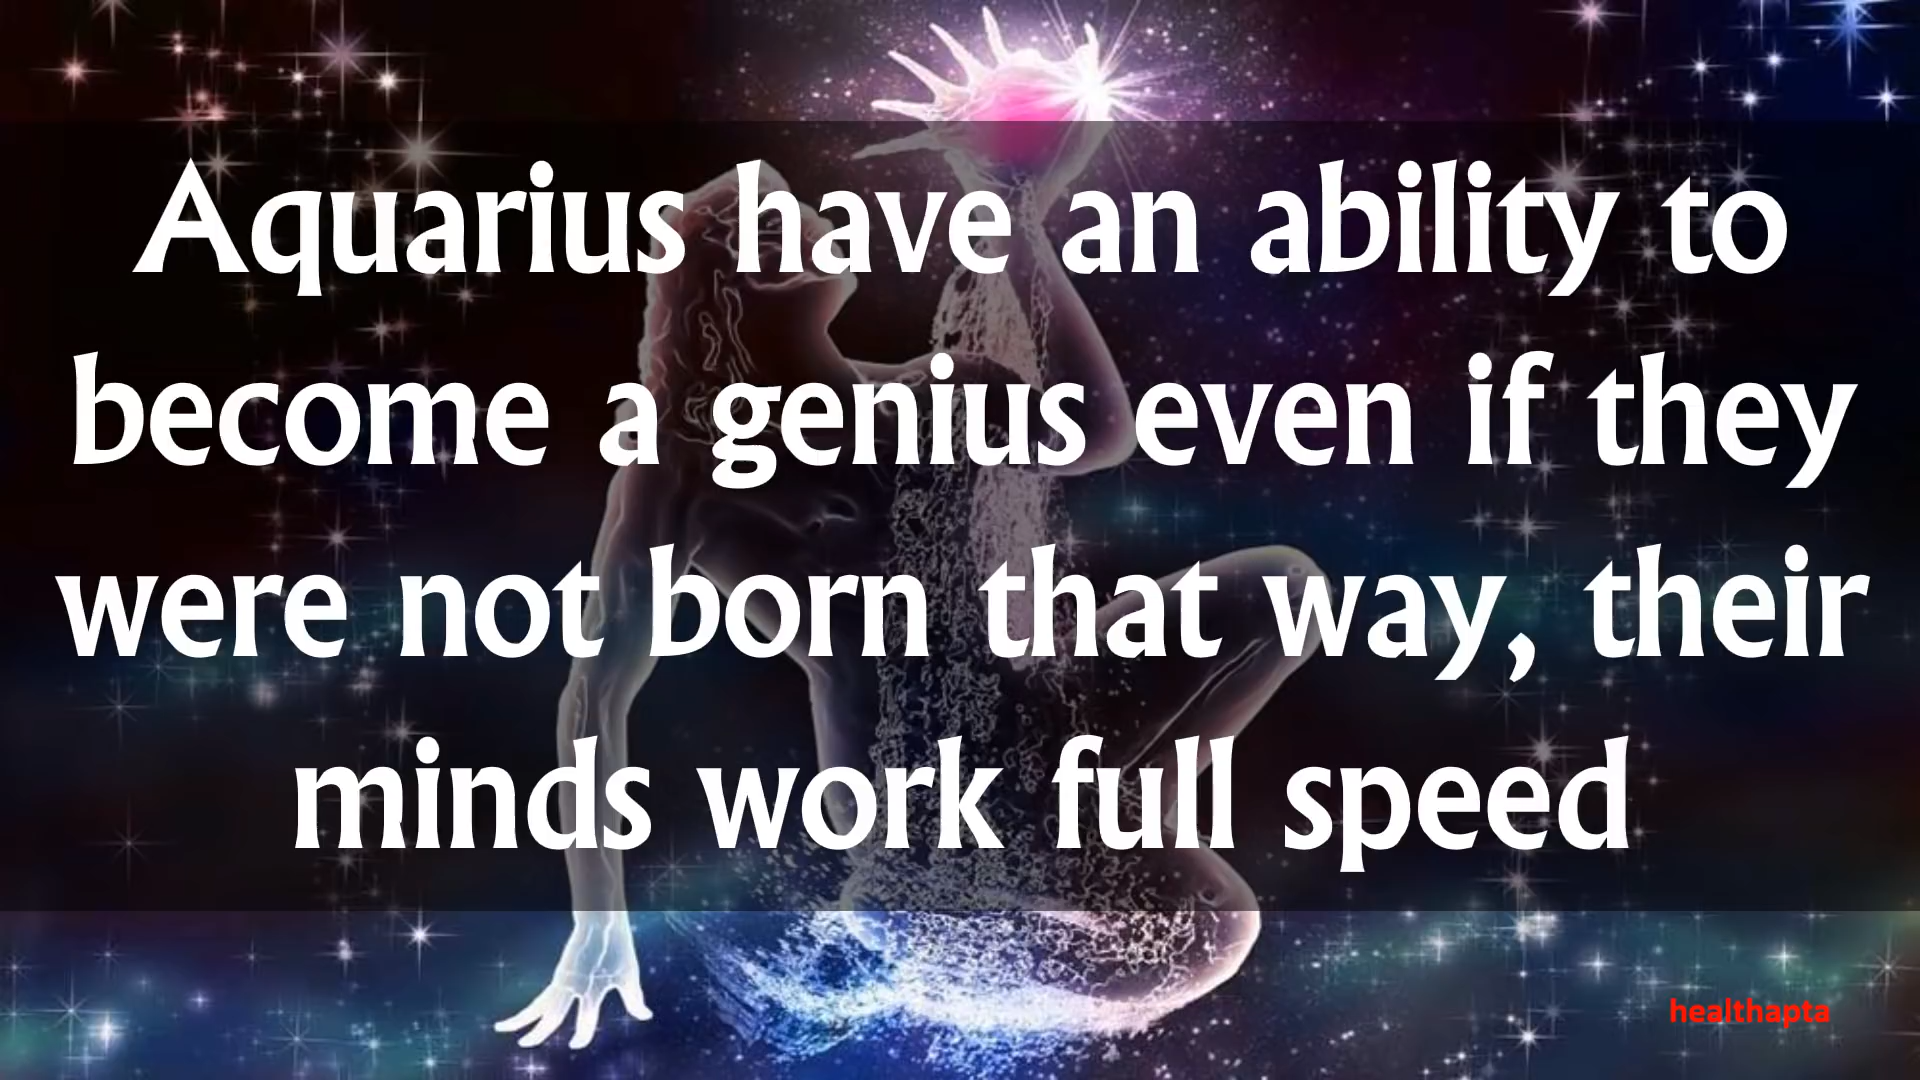 Aquarius have an ability to
become a genius even if they
were not born that way, their
minds work full speed
healthapta